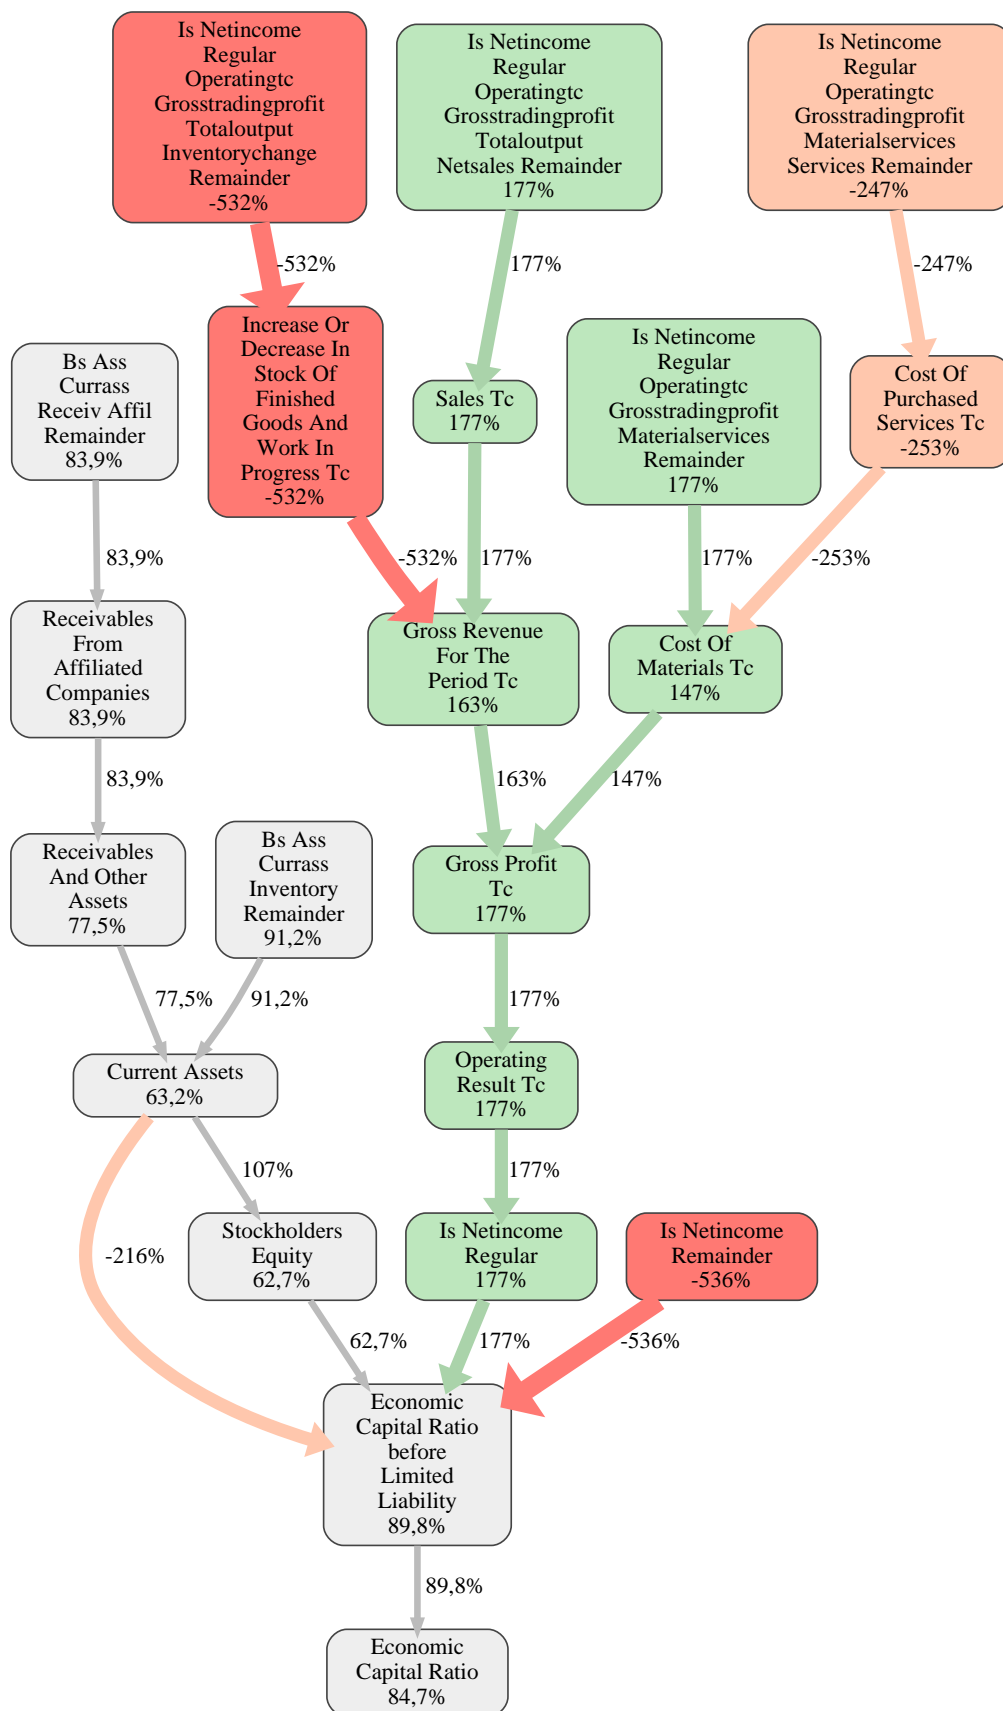 Is Netincome
Regular
Operatingtc
Grosstradingprofit
Totaloutput
Inventorychange
Remainder
-532%
Is Netincome
Regular
Operatingtc
Grosstradingprofit
Totaloutput
Netsales Remainder
177%
Is Netincome
Regular
Operatingtc
Grosstradingprofit
Materialservices
Services Remainder
-247%
-532%
177%
-247%
Bs Ass
Currass
Receiv Affil
Remainder
83,9%
Increase Or
Decrease In
Stock Of
Finished
Goods And
Work In
Progress Tc
-532%
Sales Tc
177%
Is Netincome
Regular
Operatingtc
Grosstradingprofit
Materialservices
Remainder
177%
Cost Of
Purchased
Services Tc
-253%
83,9%
-532%
177%
177%
-253%
Receivables
From
Affiliated
Companies
83,9%
Gross Revenue
For The
Period Tc
163%
Cost Of
Materials Tc
147%
83,9%
163%
147%
Receivables
And Other
Assets
77,5%
Bs Ass
Currass
Inventory
Remainder
91,2%
Gross Profit
Tc
177%
77,5%
91,2%
177%
Current Assets
63,2%
Operating
Result Tc
177%
107%
177%
-216%
Stockholders
Equity
62,7%
Is Netincome
Regular
177%
Is Netincome
Remainder
-536%
62,7%
177%
-536%
Economic
Capital Ratio
before
Limited
Liability
89,8%
89,8%
Economic
Capital Ratio
84,7%